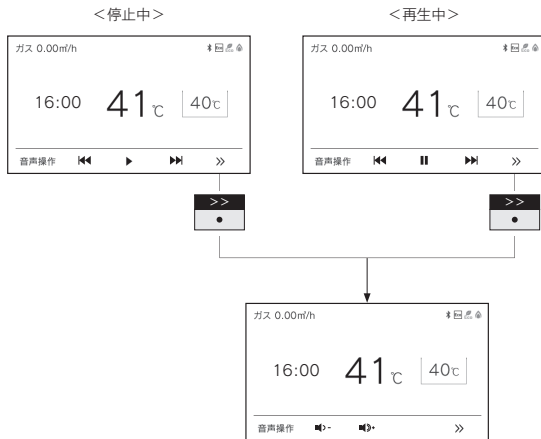 ＜停止中＞
＜再生中＞
ガス 0.00㎥/h
16:00 41℃ 40℃
音声操作 ⏮ ▶ ⏭ >>
>>
ガス 0.00㎥/h
16:00 41℃ 40℃
音声操作 ⏮ ⏸ ⏭ >>
>>
ガス 0.00㎥/h
16:00 41℃ 40℃
音声操作 - + >>